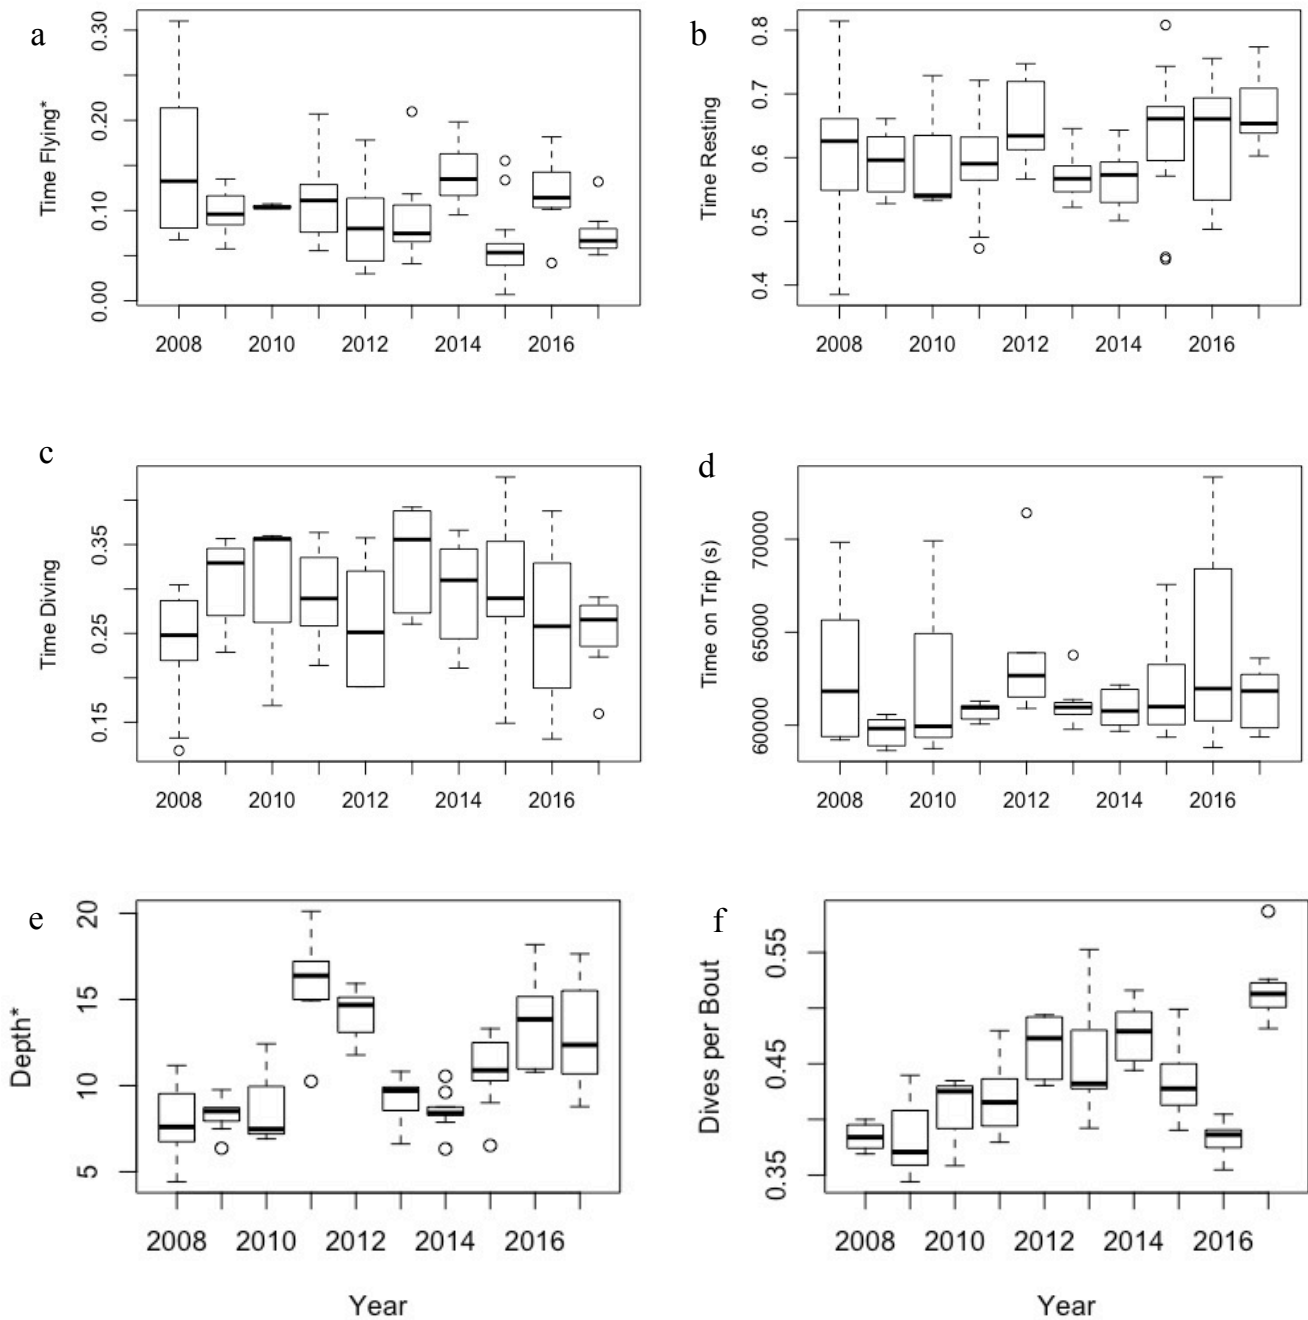 a
Time Flying*
0.30
0.20
0.10
0.00
2008 2010 2012 2014 2016
b
Time Resting
0.8
0.7
0.6
0.5
0.4
2008 2010 2012 2014 2016
c
Time Diving
0.35
0.25
0.15
2008 2010 2012 2014 2016
d
Time on Trip (s)
70000
65000
60000
2008 2010 2012 2014 2016
e
Depth*
20
15
10
5
2008 2010 2012 2014 2016
Year
f
Dives per Bout
0.55
0.45
0.35
2008 2010 2012 2014 2016
Year